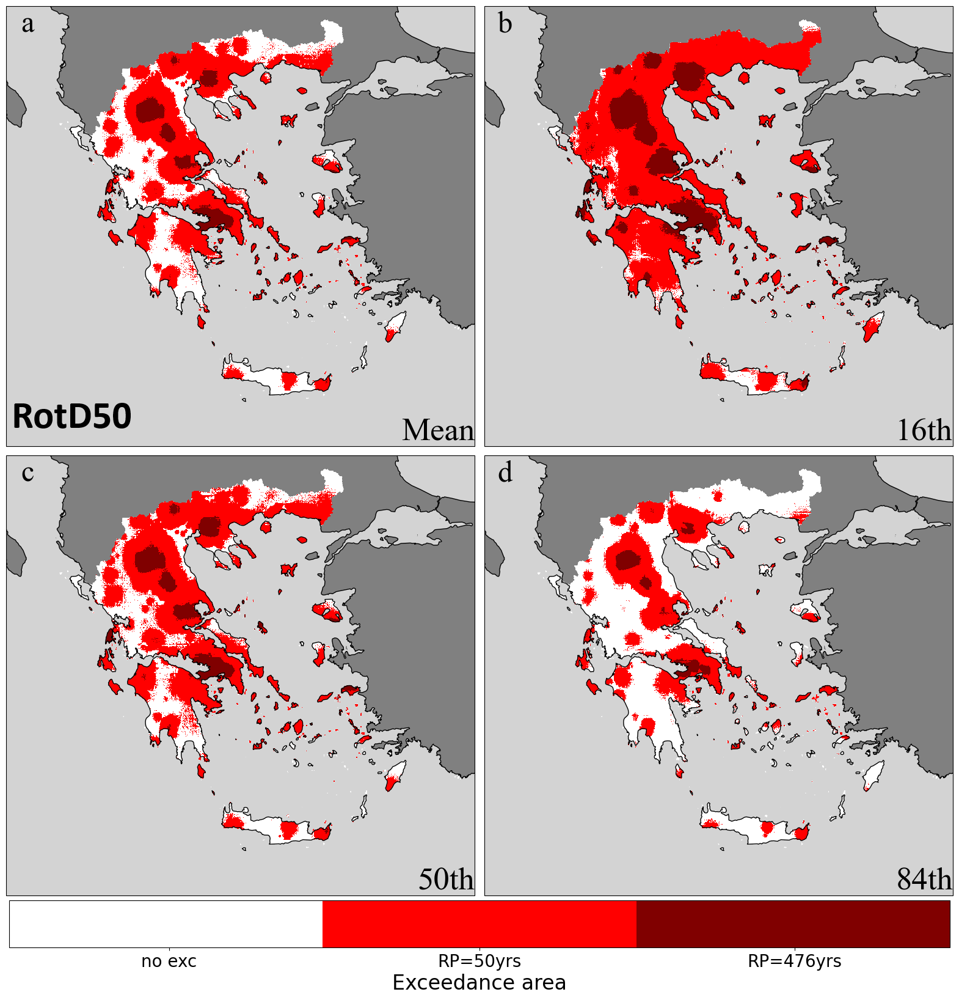 a
b
RotD50
Mean
16th
c
d
50th
84th
no exc
RP=50yrs
RP=476yrs
Exceedance area